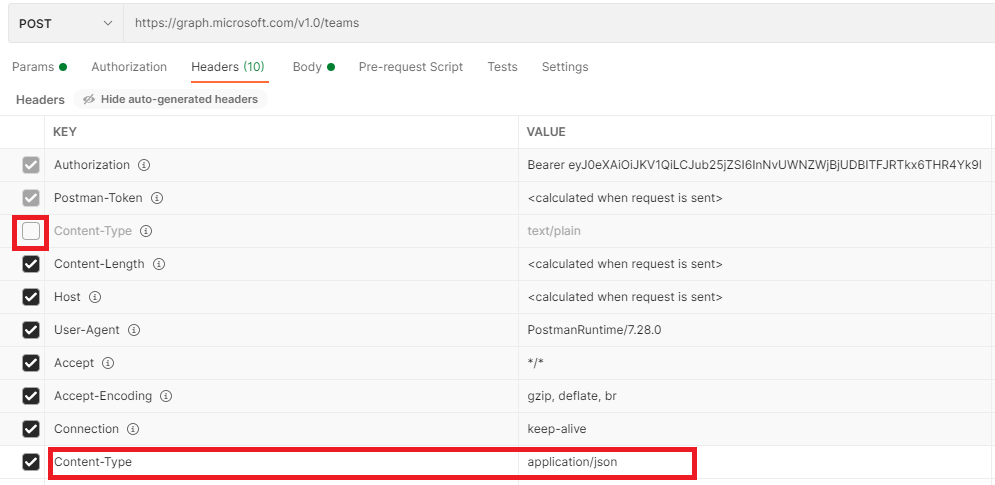 POST https://graph.microsoft.com/v1.0/teams
Params Authorization Headers (10) Body Pre-request Script Tests Settings
Headers Hide auto-generated headers
KEY VALUE
Authorization Bearer eyJ0eXAiOiJKV1QiLCJub25jZSI6InNvUWNZWjBjUDBITFJRTkx6THR4Yk9I
Postman-Token <calculated when request is sent>
Content-Type text/plain
Content-Length <calculated when request is sent>
Host <calculated when request is sent>
User-Agent PostmanRuntime/7.28.0
Accept */*
Accept-Encoding gzip, deflate, br
Connection keep-alive
Content-Type application/json